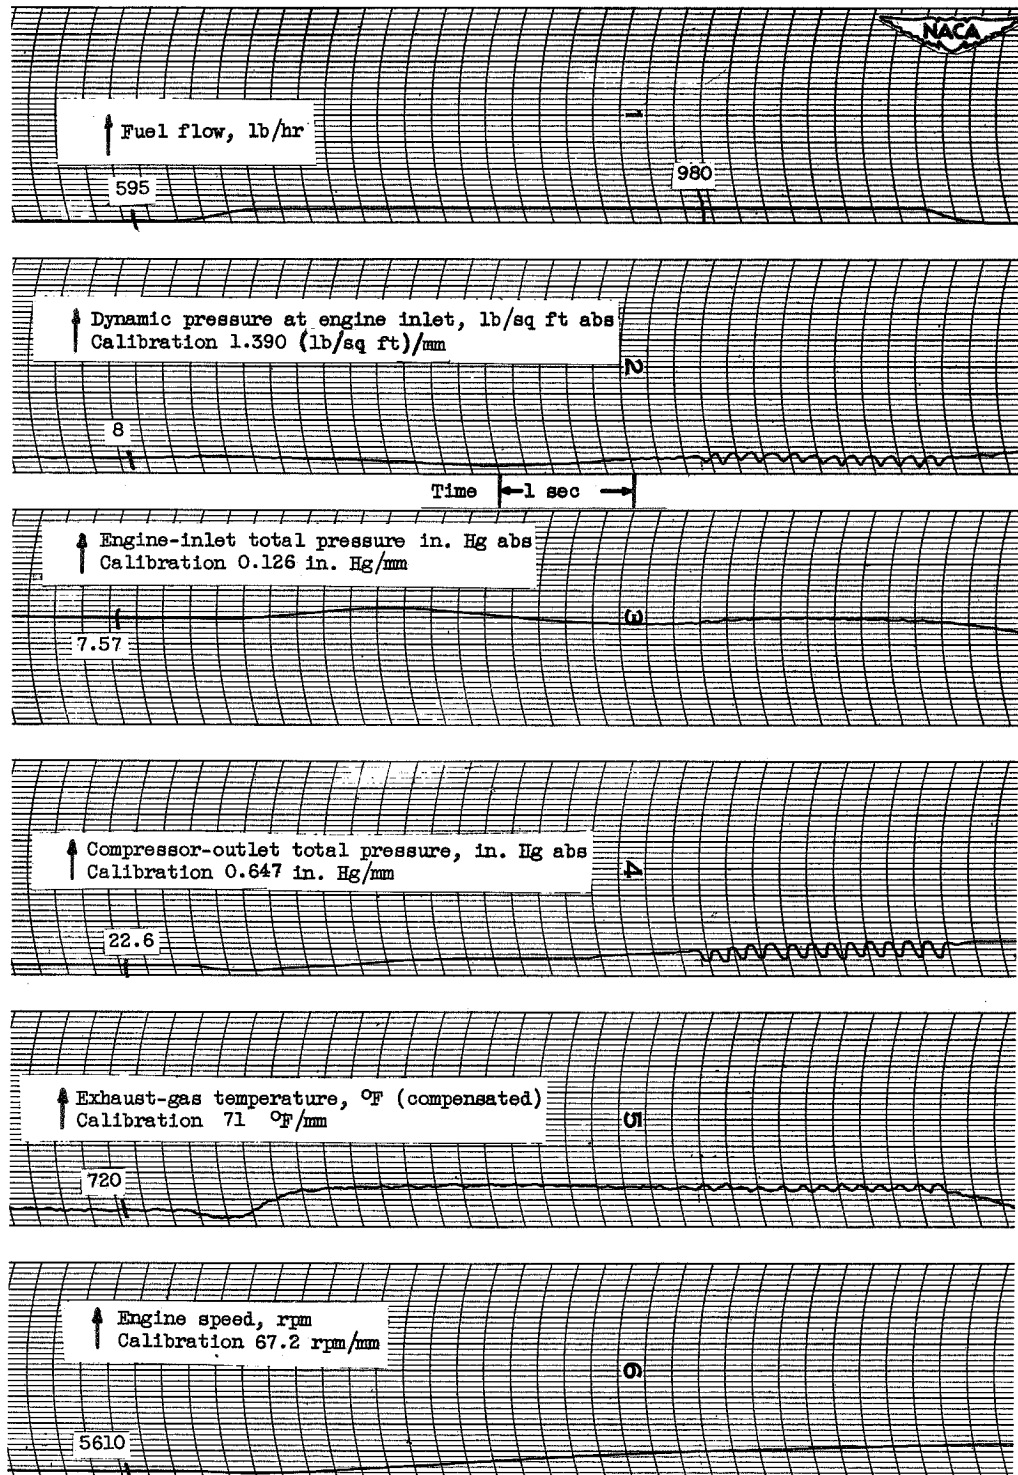 NACA
1
Fuel flow, lb/hr
595
980
Dynamic pressure at engine inlet, lb/sq ft abs
Calibration 1.390 (lb/sq ft)/mm
2
8
Time 1 sec
Engine-inlet total pressure in. Hg abs
Calibration 0.126 in. Hg/mm
3
7.57
Compressor-outlet total pressure, in. Hg abs
Calibration 0.647 in. Hg/mm
4
22.6
Exhaust-gas temperature, °F (compensated)
Calibration 71 °F/mm
5
720
Engine speed, rpm
Calibration 67.2 rpm/mm
6
5610